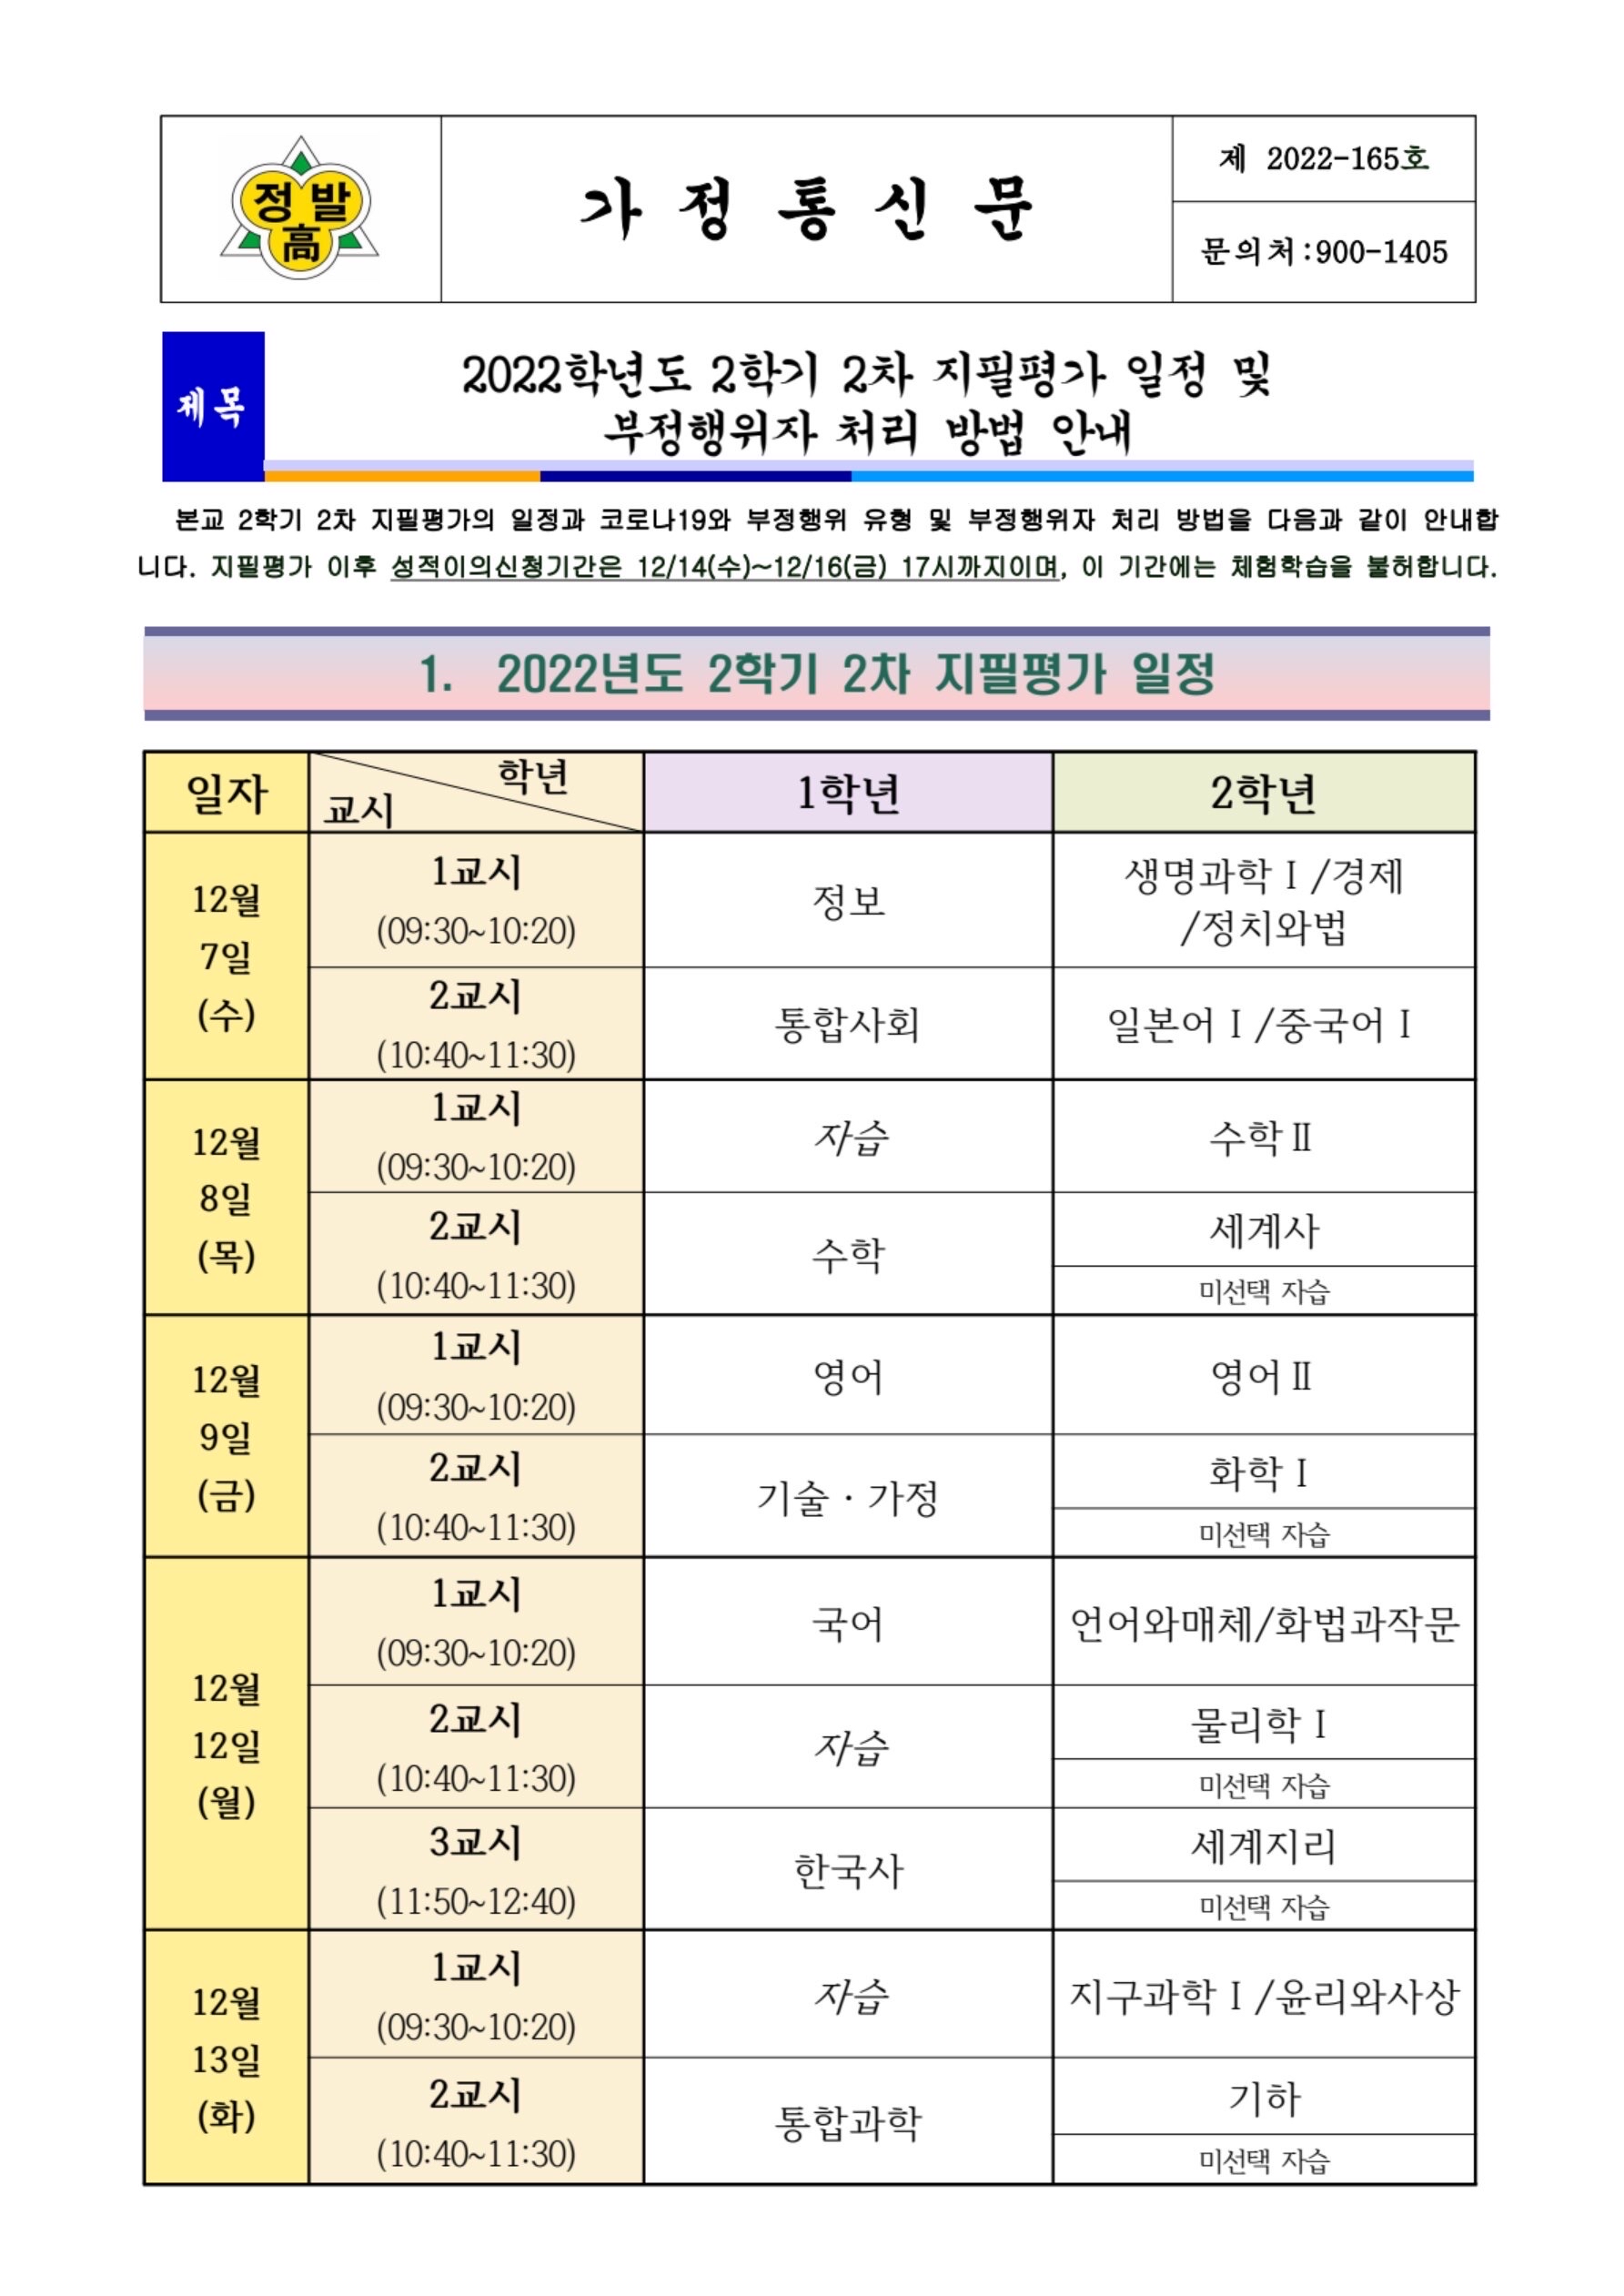 정발
高
가 정 통 신 문
제 2022-165호
문의처:900-1405
제목
2022학년도 2학기 2차 지필평가 일정 및
부정행위자 처리 방법 안내
본교 2학기 2차 지필평가의 일정과 코로나19와 부정행위 유형 및 부정행위자 처리 방법을 다음과 같이 안내합
니다. 지필평가 이후 성적이의신청기간은 12/14(수)~12/16(금) 17시까지이며, 이 기간에는 체험학습을 불허합니다.
1. 2022년도 2학기 2차 지필평가 일정
일자
학년
교시
1학년
2학년
12월
7일
(수)
1교시
(09:30~10:20)
정보
생명과학Ⅰ/경제
/정치와법
2교시
(10:40~11:30)
통합사회
일본어Ⅰ/중국어Ⅰ
12월
8일
(목)
1교시
(09:30~10:20)
자습
수학Ⅱ
2교시
(10:40~11:30)
수학
세계사
미선택 자습
12월
9일
(금)
1교시
(09:30~10:20)
영어
영어Ⅱ
2교시
(10:40~11:30)
기술·가정
화학Ⅰ
미선택 자습
12월
12일
(월)
1교시
(09:30~10:20)
국어
언어와매체/화법과작문
2교시
(10:40~11:30)
자습
물리학Ⅰ
미선택 자습
3교시
(11:50~12:40)
한국사
세계지리
미선택 자습
12월
13일
(화)
1교시
(09:30~10:20)
자습
지구과학Ⅰ/윤리와사상
2교시
(10:40~11:30)
통합과학
기하
미선택 자습